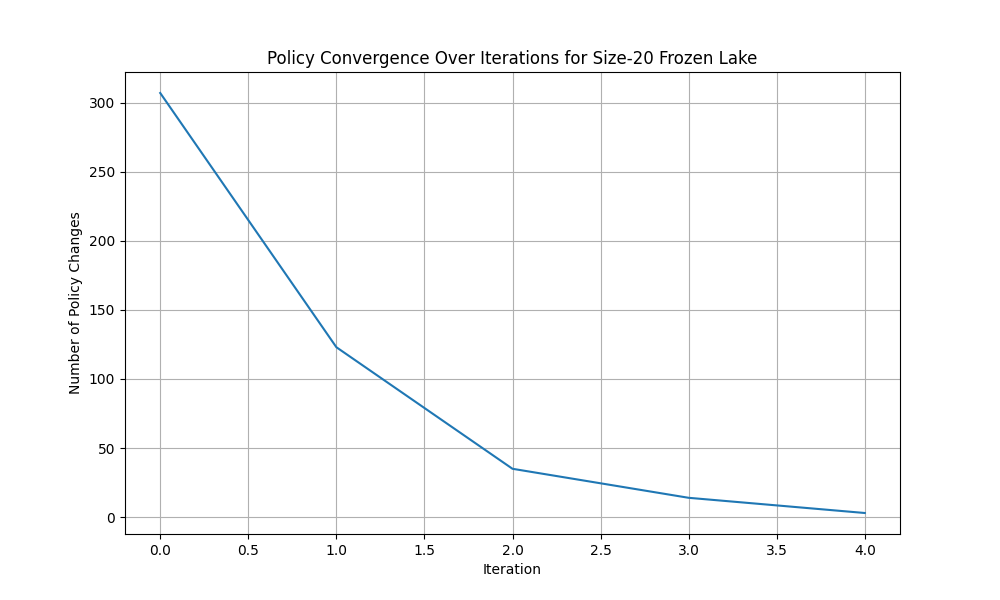 Policy Convergence Over Iterations for Size-20 Frozen Lake
Number of Policy Changes
300
250
200
150
100
50
0
0.0 0.5 1.0 1.5 2.0 2.5 3.0 3.5 4.0
Iteration